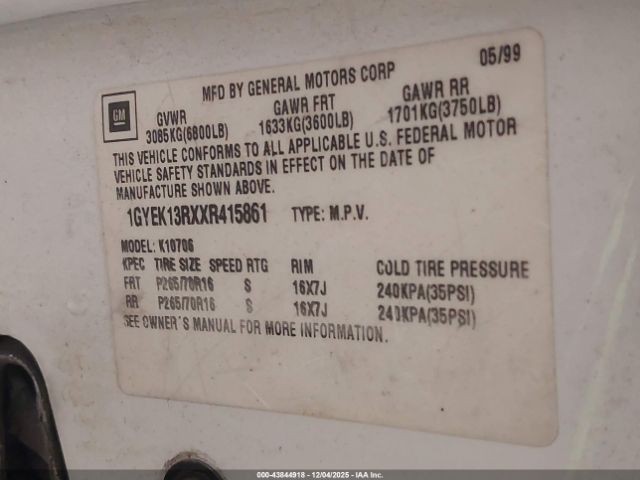 05/99
MFD BY GENERAL MOTORS CORP
GM
GVWR GAWR FRT GAWR RR
3085KG(6800LB) 1633KG(3600LB) 1701KG(3750LB)
THIS VEHICLE CONFORMS TO ALL APPLICABLE U.S. FEDERAL MOTOR
VEHICLE SAFETY STANDARDS IN EFFECT ON THE DATE OF
MANUFACTURE SHOWN ABOVE.
1GYEK13RXXR415861 TYPE: M.P.V.
MODEL: K10706
KPEC TIRE SIZE SPEED RTG RIM COLD TIRE PRESSURE
FRT P265/70R16 S 16X7J 240KPA(35PSI)
RR P265/70R16 S 16X7J 240KPA(35PSI)
SEE OWNER'S MANUAL FOR MORE INFORMATION.
000-43844918 - 12/04/2025 - IAA Inc.